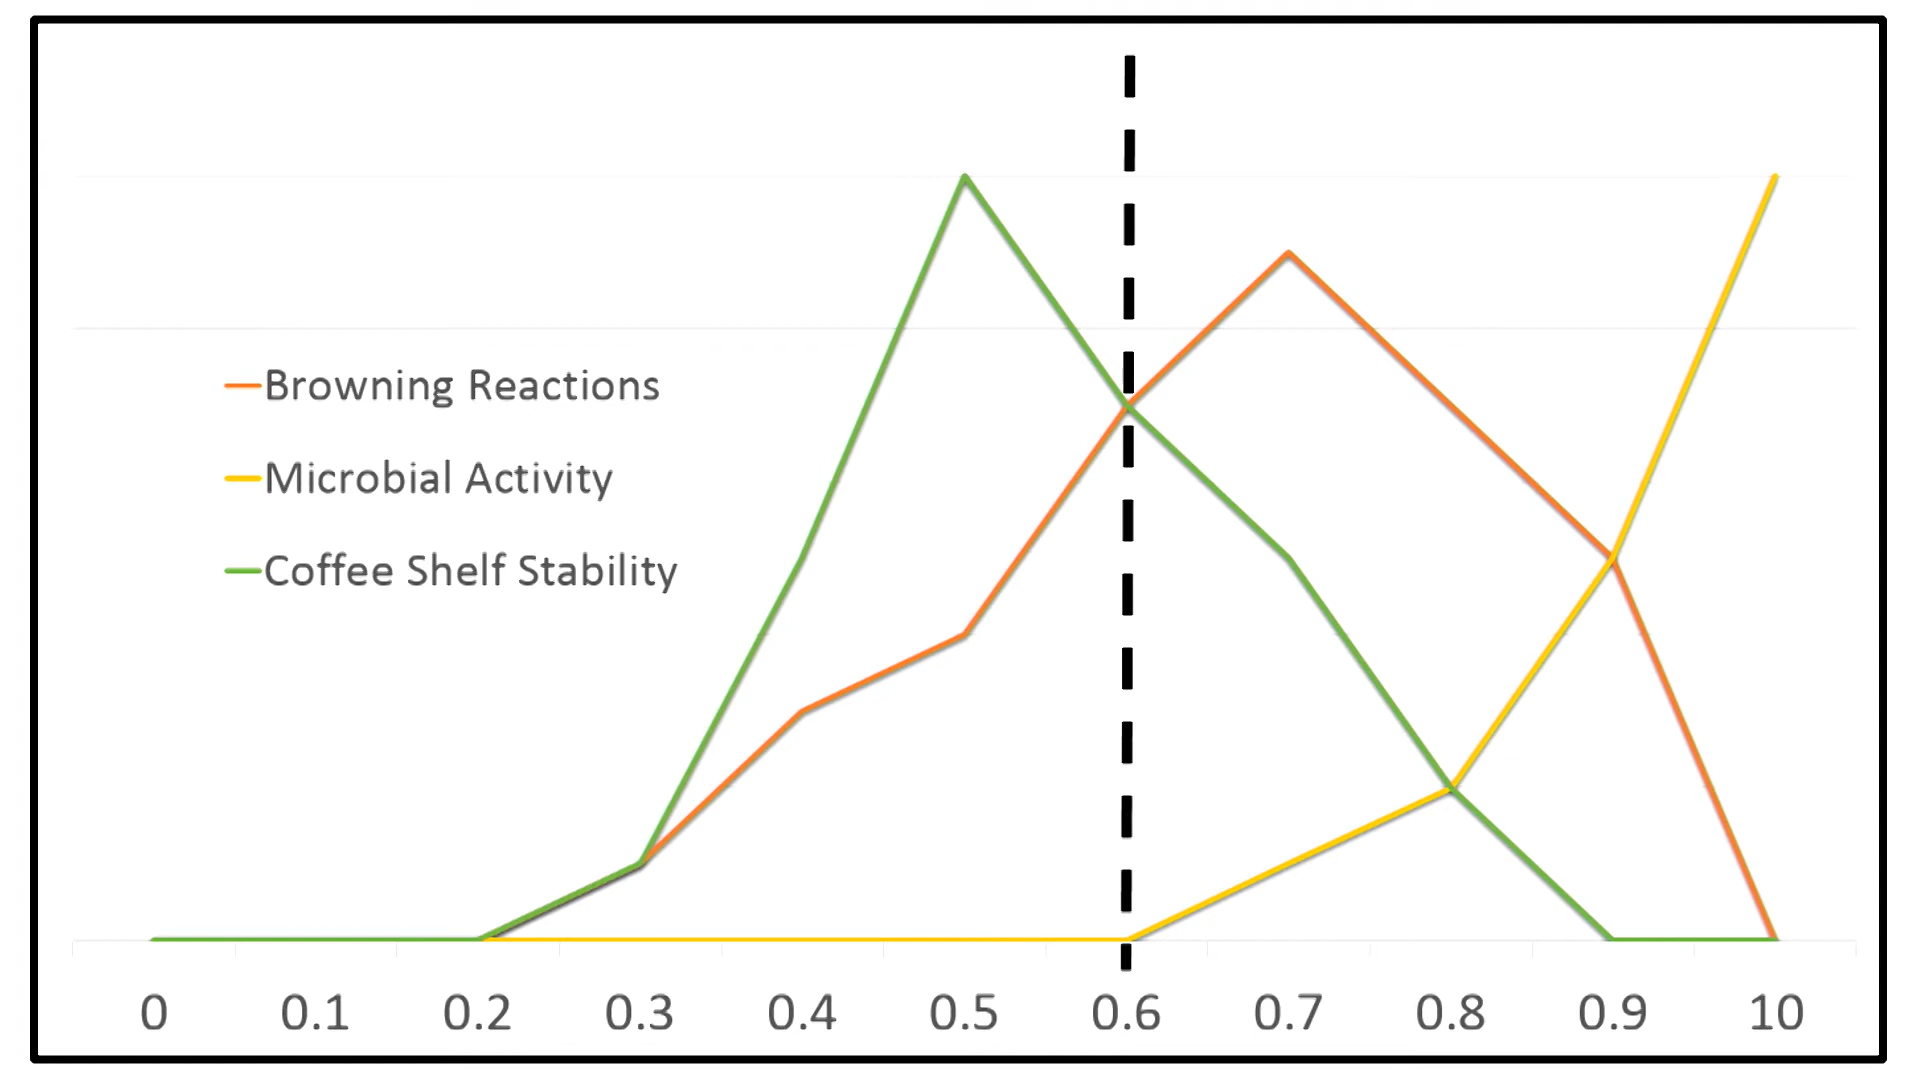 Browning Reactions
Microbial Activity
Coffee Shelf Stability
0 0.1 0.2 0.3 0.4 0.5 0.6 0.7 0.8 0.9 10